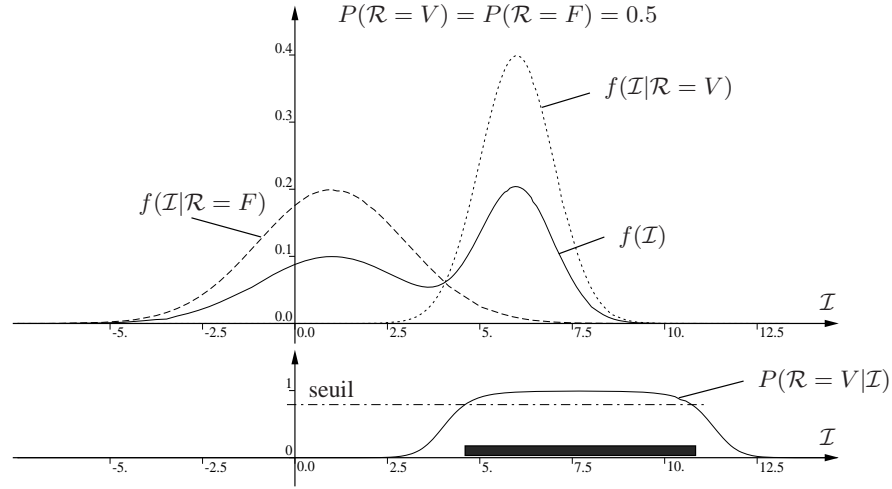 P(ℛ = V) = P(ℛ = F) = 0.5
0.4
f(ℐ|ℛ = V)
0.3
0.2
f(ℐ|ℛ = F)
f(ℐ)
0.1
0.0
ℐ
-5. -2.5 0.0 2.5 5. 7.5 10. 12.5
1
seuil
P(ℛ = V|ℐ)
0
ℐ
-5. -2.5 0.0 2.5 5. 7.5 10. 12.5